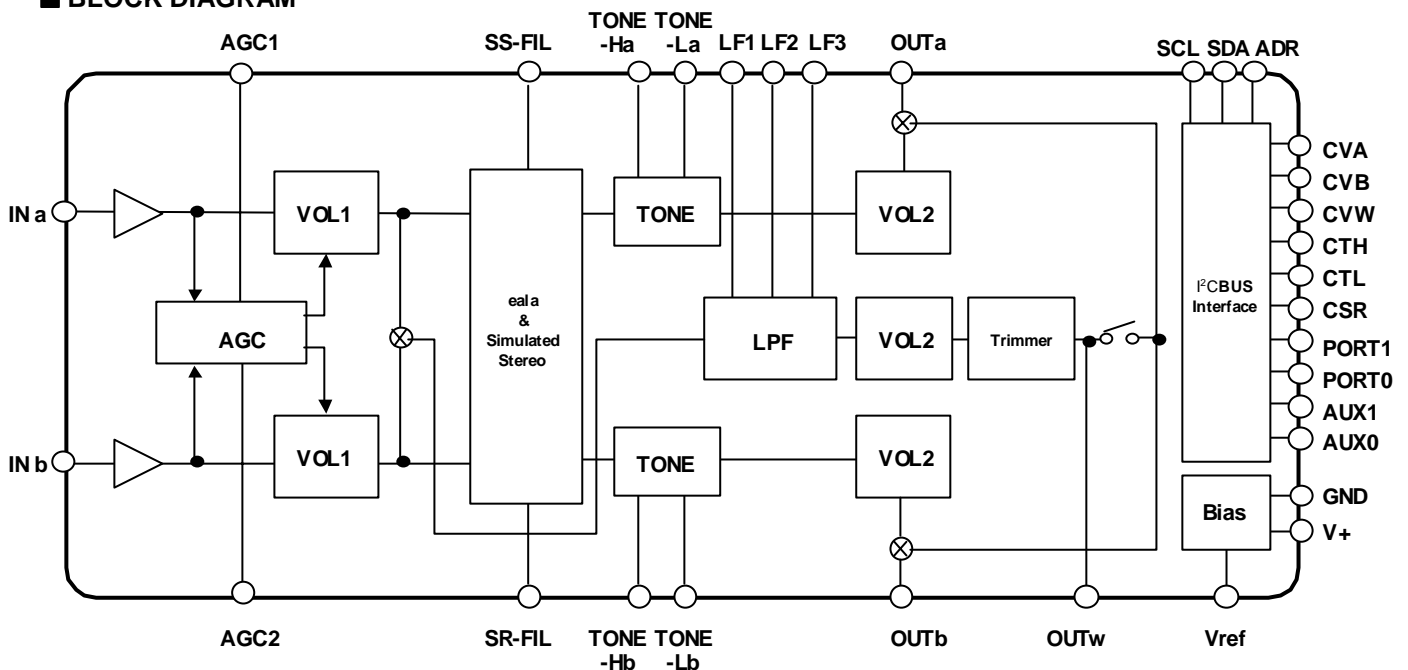 ■ BLOCK DIAGRAM
AGC1
SS-FIL
TONE
-Ha
TONE
-La
LF1
LF2
LF3
OUTa
SCL
SDA
ADR
INa
VOL1
TONE
VOL2
AGC
eala
&
Simulated
Stereo
LPF
VOL2
Trimmer
I²CBUS
Interface
CVA
CVB
CVW
CTH
CTL
CSR
PORT1
PORT0
AUX1
AUX0
INb
VOL1
TONE
VOL2
Bias
GND
V+
AGC2
SR-FIL
TONE
-Hb
TONE
-Lb
OUTb
OUTw
Vref